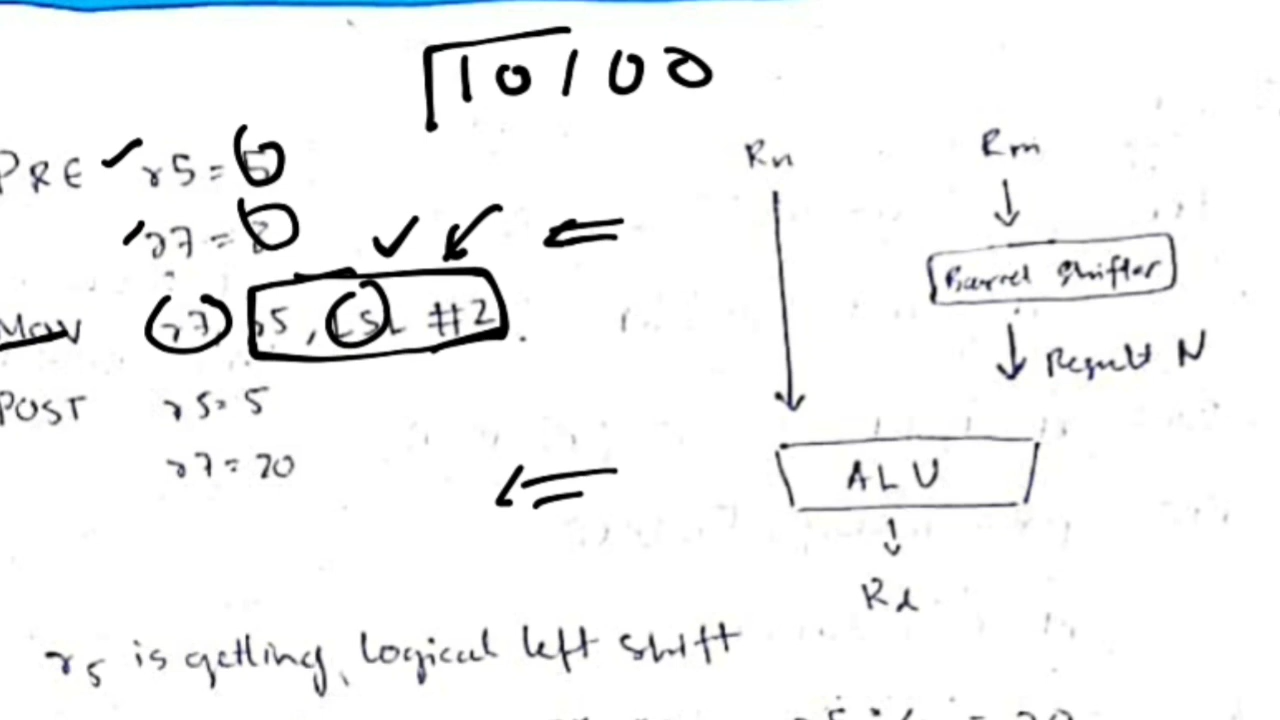 10100
PRE r5 = 5
r7 = 8
MOV r7, r5, LSL #2
POST r5 = 5
r7 = 20
Rn
Rm
Barrel Shifter
Result N
ALU
Rd
r5 is getting, Logical left shift